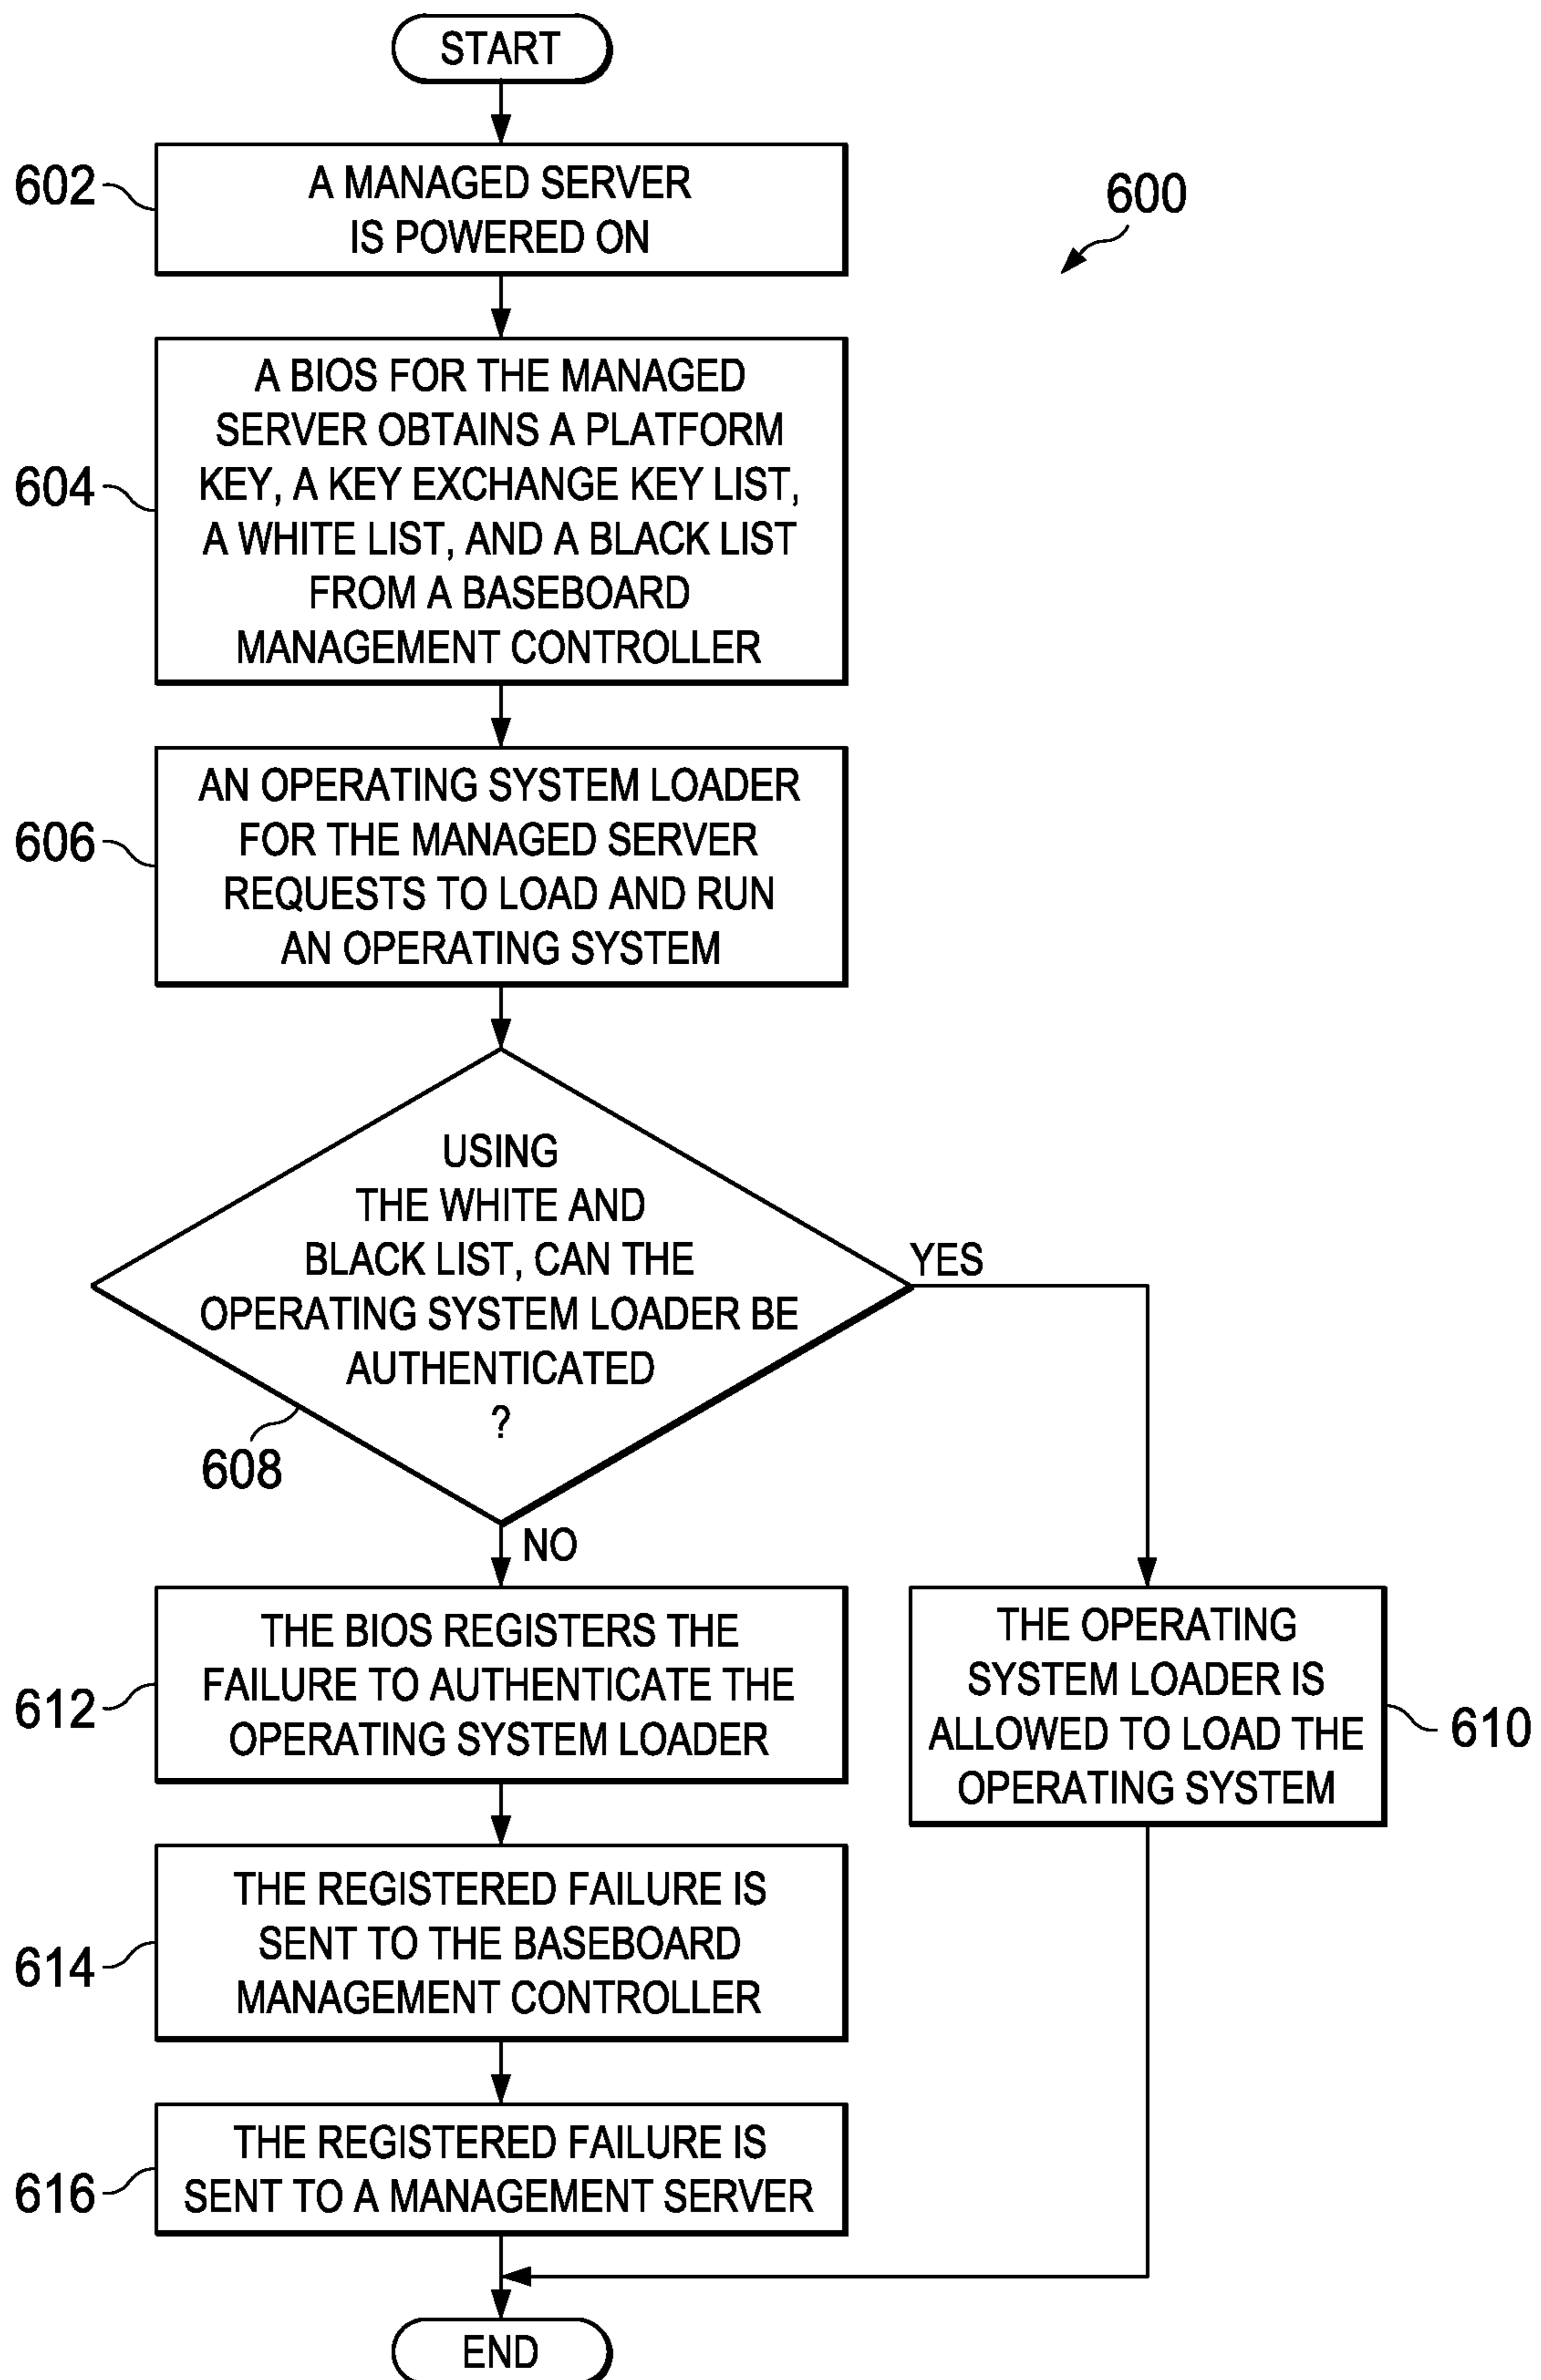 START
602
A MANAGED SERVER
IS POWERED ON
600
604
A BIOS FOR THE MANAGED
SERVER OBTAINS A PLATFORM
KEY, A KEY EXCHANGE KEY LIST,
A WHITE LIST, AND A BLACK LIST
FROM A BASEBOARD
MANAGEMENT CONTROLLER
606
AN OPERATING SYSTEM LOADER
FOR THE MANAGED SERVER
REQUESTS TO LOAD AND RUN
AN OPERATING SYSTEM
USING
THE WHITE AND
BLACK LIST, CAN THE
OPERATING SYSTEM LOADER BE
AUTHENTICATED
?
608
YES
NO
612
THE BIOS REGISTERS THE
FAILURE TO AUTHENTICATE THE
OPERATING SYSTEM LOADER
THE OPERATING
SYSTEM LOADER IS
ALLOWED TO LOAD THE
OPERATING SYSTEM
610
614
THE REGISTERED FAILURE IS
SENT TO THE BASEBOARD
MANAGEMENT CONTROLLER
616
THE REGISTERED FAILURE IS
SENT TO A MANAGEMENT SERVER
END